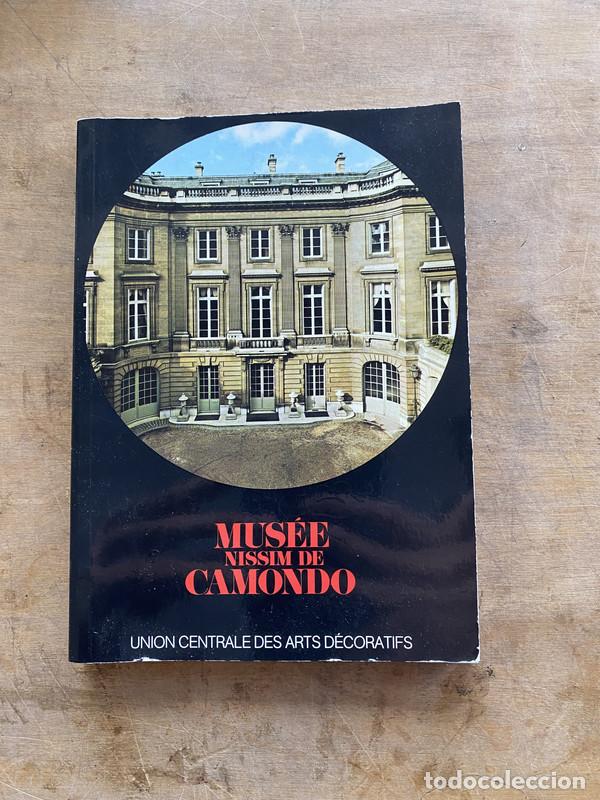 MUSÉE
NISSIM DE
CAMONDO
UNION CENTRALE DES ARTS DÉCORATIFS
todocoleccion